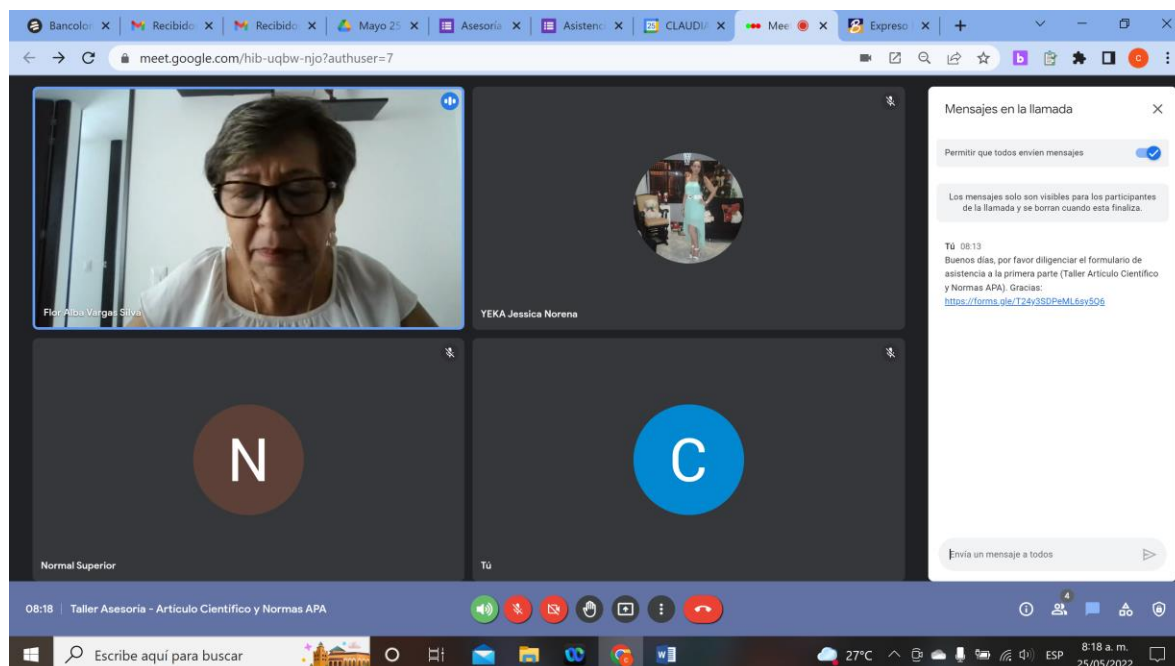 Bancolor
Recibido
Recibido
Mayo 25
Asesoría
Asistenc
CLAUDI
Mee
Expreso
meet.google.com/hib-uqbw-njo?authuser=7
Flor Alba Vargas Silva
YEKA Jessica Norena
N
Normal Superior
C
Tú
Mensajes en la llamada
Permitir que todos envíen mensajes
Los mensajes solo son visibles para los participantes
de la llamada y se borran cuando esta finaliza.
Tú 08:13
Buenos días, por favor diligenciar el formulario de
asistencia a la primera parte (Taller Artículo Científico
y Normas APA). Gracias:
https://forms.gle/T24y3SDPeML6sy5Q6
Envía un mensaje a todos
08:18 | Taller Asesoría - Artículo Científico y Normas APA
4
Escribe aquí para buscar
27°C
ESP
8:18 a. m.
25/05/2022